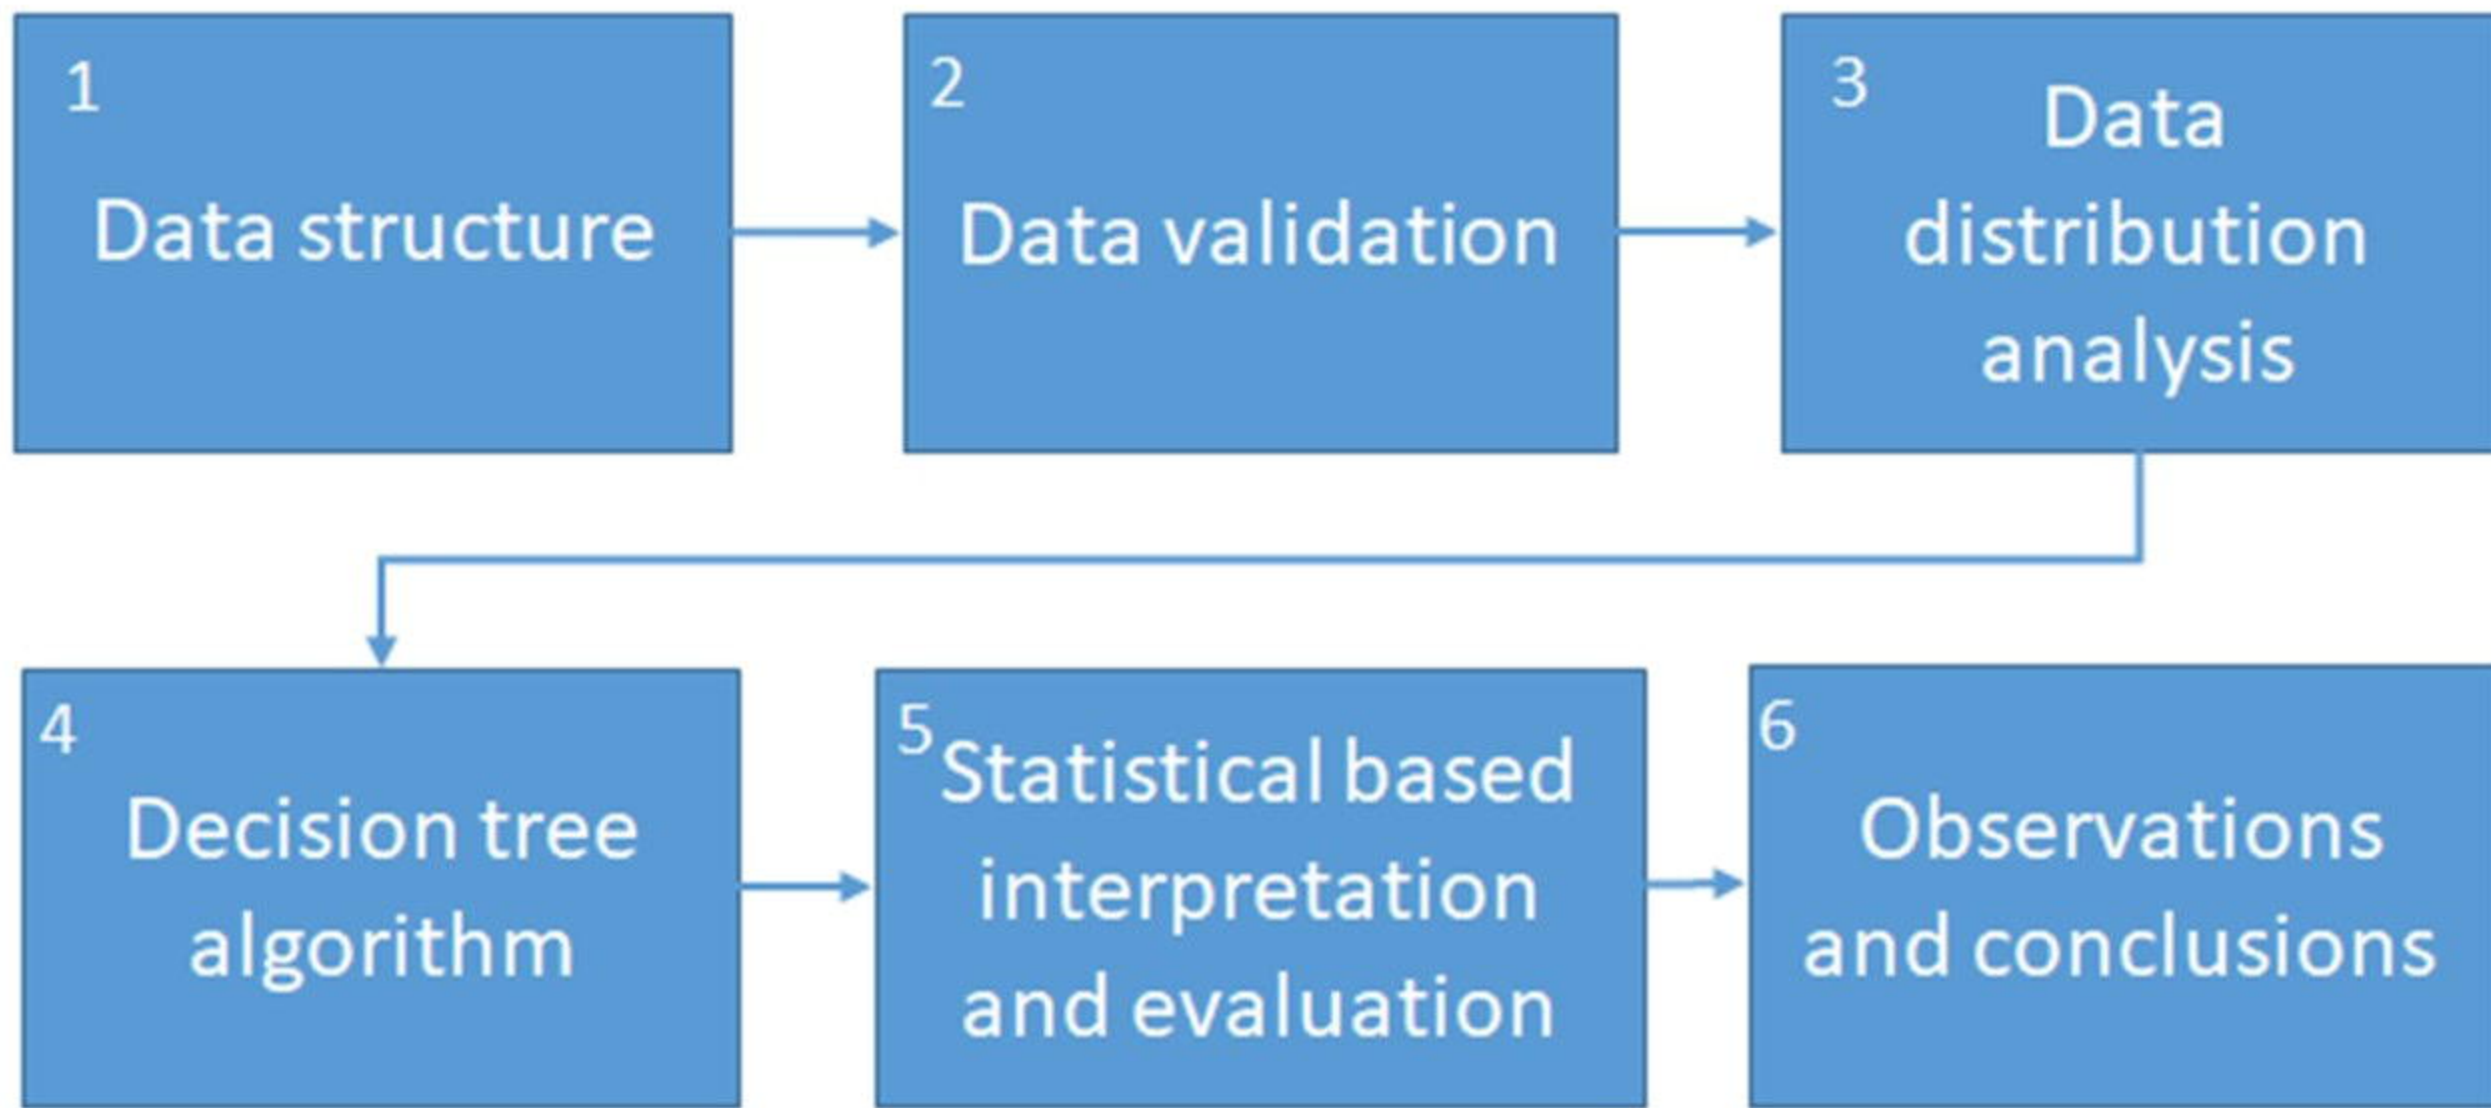 1
Data structure
2
Data validation
3
Data
distribution
analysis
4
Decision tree
algorithm
5
Statistical based
interpretation
and evaluation
6
Observations
and conclusions